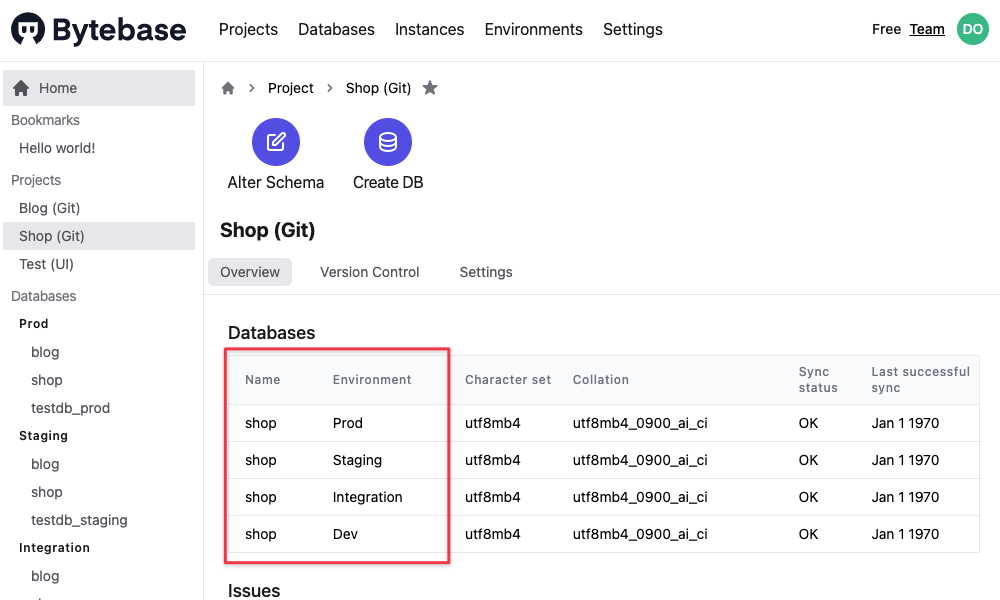 Bytebase
Projects Databases Instances Environments Settings
Free Team DO
Home
Bookmarks
Hello world!
Projects
Blog (Git)
Shop (Git)
Test (UI)
Databases
Prod
blog
shop
testdb_prod
Staging
blog
shop
testdb_staging
Integration
blog
Project Shop (Git)
Alter Schema Create DB
Shop (Git)
Overview Version Control Settings
Databases
Name Environment Character set Collation Sync status Last successful sync
shop Prod utf8mb4 utf8mb4_0900_ai_ci OK Jan 1 1970
shop Staging utf8mb4 utf8mb4_0900_ai_ci OK Jan 1 1970
shop Integration utf8mb4 utf8mb4_0900_ai_ci OK Jan 1 1970
shop Dev utf8mb4 utf8mb4_0900_ai_ci OK Jan 1 1970
Issues